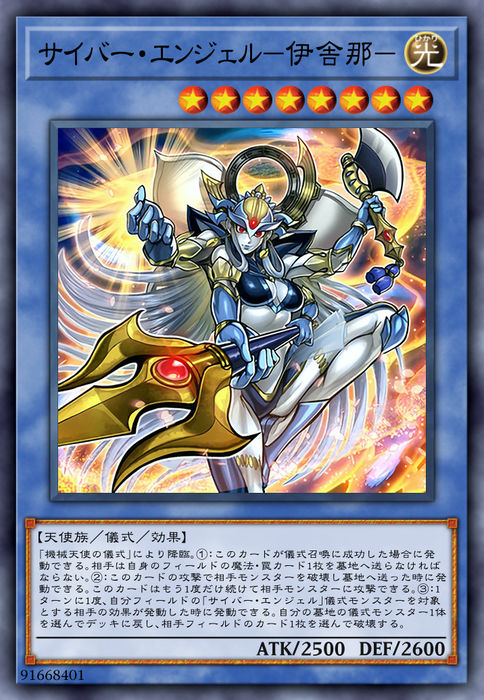 サイバー・エンジェル－伊舎那－
ひかり
光
【天使族／儀式／効果】
「機械天使の儀式」により降臨。①：このカードが儀式召喚に成功した場合に発
動できる。相手は自身のフィールドの魔法・罠カード1枚を墓地へ送らなければ
ならない。②：このカードの攻撃で相手モンスターを破壊し墓地へ送った時に発
動できる。このカードはもう1度だけ続けて相手モンスターに攻撃できる。③：1
ターンに1度、自分フィールドの「サイバー・エンジェル」儀式モンスターを対象
とする相手の効果が発動した時に発動できる。自分の墓地の儀式モンスター1体
を選んでデッキに戻し、相手フィールドのカード1枚を選んで破壊する。
ATK/2500 DEF/2600
91668401